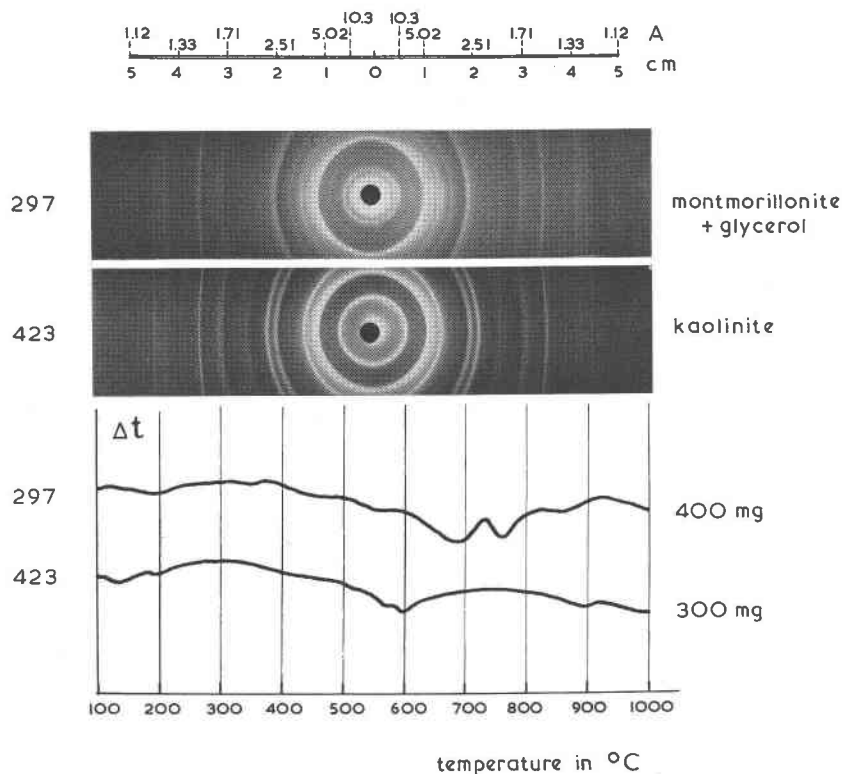 10.3 10.3
1.12 1.33 1.71 2.51 5.02 5.02 2.51 1.71 1.33 1.12 A
5 4 3 2 1 0 1 2 3 4 5 cm
297
montmorillonite
+ glycerol
423
kaolinite
Δt
297
400 mg
423
300 mg
100 200 300 400 500 600 700 800 900 1000
temperature in °C